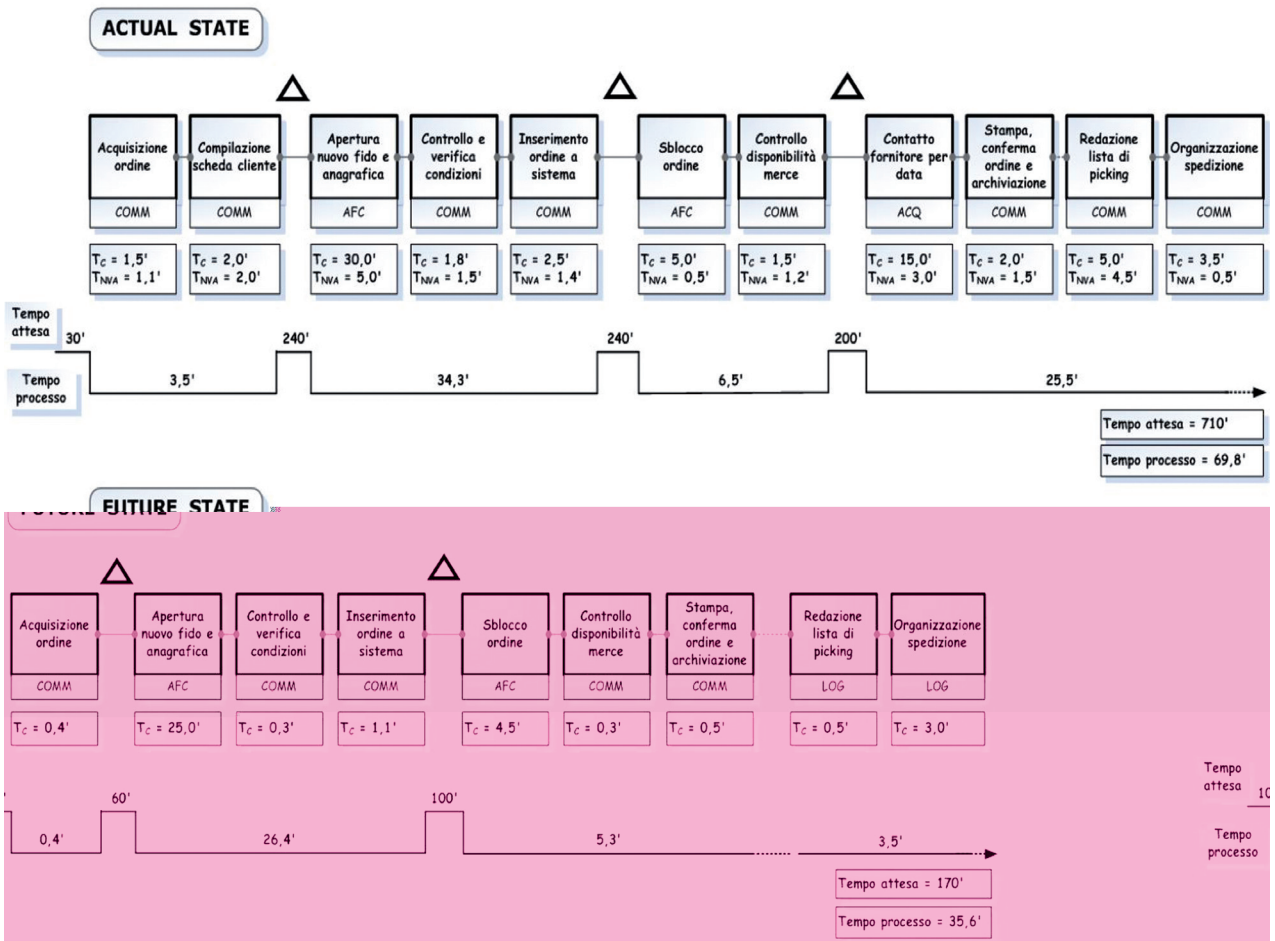 ACTUAL STATE
Acquisizione
ordine
COMM
T_C = 1,5'
T_NVA = 1,1'
Compilazione
scheda cliente
COMM
T_C = 2,0'
T_NVA = 2,0'
Apertura
nuovo fido e
anagrafica
AFC
T_C = 30,0'
T_NVA = 5,0'
Controllo e
verifica
condizioni
COMM
T_C = 1,8'
T_NVA = 1,5'
Inserimento
ordine a
sistema
COMM
T_C = 2,5'
T_NVA = 1,4'
Sblocco
ordine
AFC
T_C = 5,0'
T_NVA = 0,5'
Controllo
disponibilità
merce
COMM
T_C = 1,5'
T_NVA = 1,2'
Contatto
fornitore per
data
ACQ
T_C = 15,0'
T_NVA = 3,0'
Stampa,
conferma
ordine e
archiviazione
COMM
T_C = 2,0'
T_NVA = 1,5'
Redazione
lista di
picking
COMM
T_C = 5,0'
T_NVA = 4,5'
Organizzazione
spedizione
COMM
T_C = 3,5'
T_NVA = 0,5'
Tempo
attesa
30' 240' 240' 200'
Tempo
processo
3,5' 34,3' 6,5' 25,5'
Tempo attesa = 710'
Tempo processo = 69,8'
FUTURE STATE
Acquisizione
ordine
COMM
T_C = 0,4'
Apertura
nuovo fido e
anagrafica
AFC
T_C = 25,0'
Controllo e
verifica
condizioni
COMM
T_C = 0,3'
Inserimento
ordine a
sistema
COMM
T_C = 1,1'
Sblocco
ordine
AFC
T_C = 4,5'
Controllo
disponibilità
merce
COMM
T_C = 0,3'
Stampa,
conferma
ordine e
archiviazione
COMM
T_C = 0,5'
Redazione
lista di
picking
LOG
T_C = 0,5'
Organizzazione
spedizione
LOG
T_C = 3,0'
60' 100'
0,4' 26,4' 5,3' 3,5'
Tempo
attesa
10
Tempo
processo
Tempo attesa = 170'
Tempo processo = 35,6'